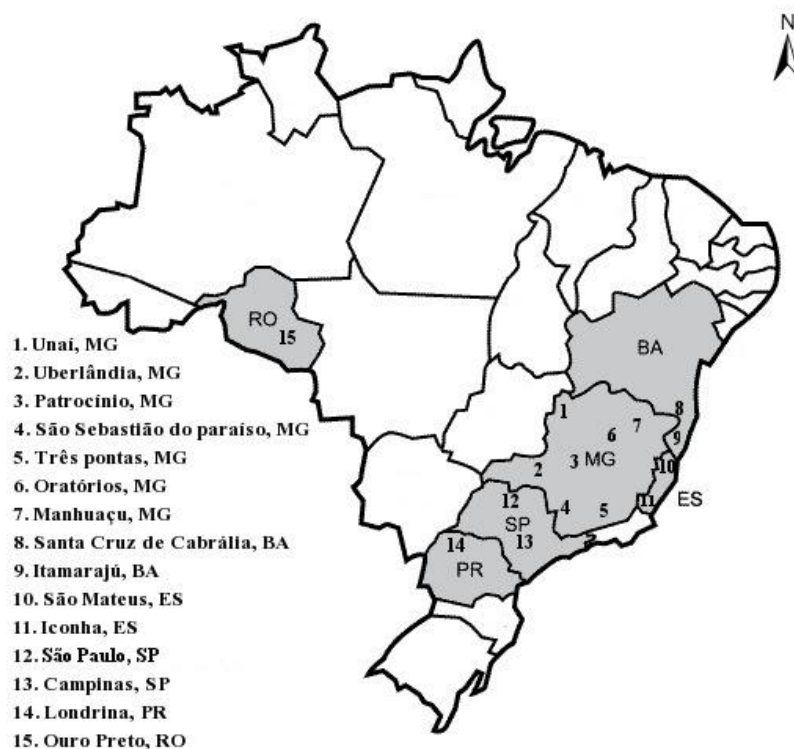 N
RO
15
BA
1
7
8
6
9
3
MG
10
2
12
4
5
11
ES
SP
13
14
PR
1. Unaí, MG
2. Uberlândia, MG
3. Patrocínio, MG
4. São Sebastião do paraíso, MG
5. Três pontas, MG
6. Oratórios, MG
7. Manhuaçu, MG
8. Santa Cruz de Cabrália, BA
9. Itamarajú, BA
10. São Mateus, ES
11. Iconha, ES
12. São Paulo, SP
13. Campinas, SP
14. Londrina, PR
15. Ouro Preto, RO